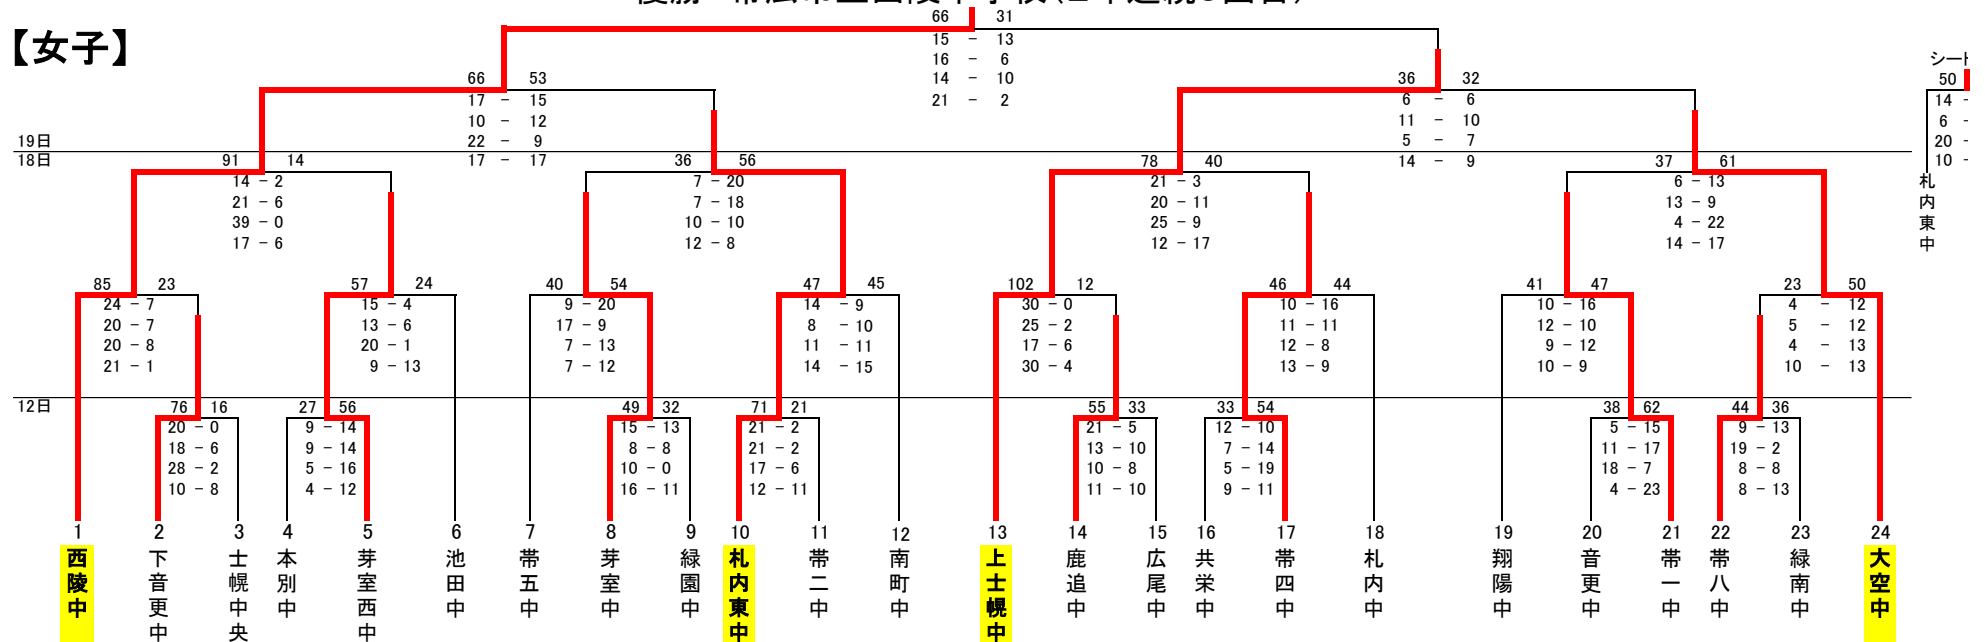 【女子】
66 31
15 - 13
16 - 6
14 - 10
21 - 2
シート
66 53
17 - 15
10 - 12
22 - 9
17 - 17
36 32
6 - 6
11 - 10
5 - 7
14 - 9
50
14 -
6 -
20 -
10 -
札内東中
19日
18日
91 14
14 - 2
21 - 6
39 - 0
17 - 6
36 56
7 - 20
7 - 18
10 - 10
12 - 8
78 40
21 - 3
20 - 11
25 - 9
12 - 17
37 61
6 - 13
13 - 9
4 - 22
14 - 17
85 23
24 - 7
20 - 7
20 - 8
21 - 1
57 24
15 - 4
13 - 6
20 - 1
9 - 13
40 54
9 - 20
17 - 9
7 - 13
7 - 12
47 45
14 - 9
8 - 10
11 - 11
14 - 15
102 12
30 - 0
25 - 2
17 - 6
30 - 4
46 44
10 - 16
11 - 11
12 - 8
13 - 9
41 47
10 - 16
12 - 10
9 - 12
10 - 9
23 50
4 - 12
5 - 12
4 - 13
10 - 13
12日
76 16
20 - 0
18 - 6
28 - 2
10 - 8
27 56
9 - 14
9 - 14
5 - 16
4 - 12
49 32
15 - 13
8 - 8
10 - 0
16 - 11
71 21
21 - 2
21 - 2
17 - 6
12 - 11
55 33
21 - 5
13 - 10
10 - 8
11 - 10
33 54
12 - 10
7 - 14
5 - 19
9 - 11
38 62
5 - 15
11 - 17
18 - 7
4 - 23
44 36
9 - 13
19 - 2
8 - 8
8 - 13
1 2 3 4 5 6 7 8 9 10 11 12 13 14 15 16 17 18 19 20 21 22 23 24
西陵中
下音更中
士幌中央
本別中
芽室西中
池田中
帯五中
芽室中
緑園中
札内東中
帯二中
南町中
上士幌中
鹿追中
広尾中
共栄中
帯四中
札内中
翔陽中
音更中
帯一中
帯八中
緑南中
大空中